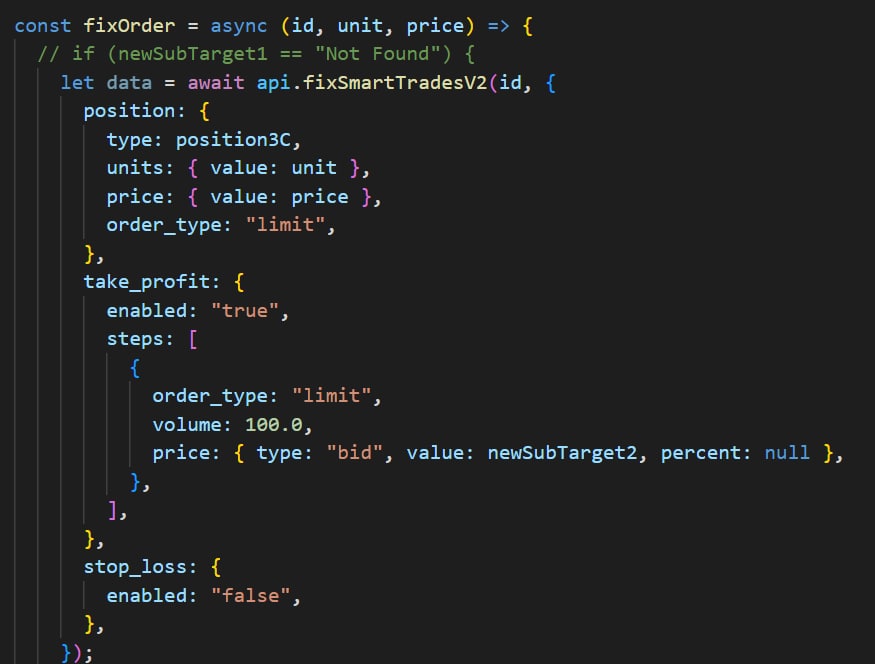 const fixOrder = async (id, unit, price) => {
  // if (newSubTarget1 == "Not Found") {
    let data = await api.fixSmartTradesV2(id, {
      position: {
        type: position3C,
        units: { value: unit },
        price: { value: price },
        order_type: "limit",
      },
      take_profit: {
        enabled: "true",
        steps: [
          {
            order_type: "limit",
            volume: 100.0,
            price: { type: "bid", value: newSubTarget2, percent: null },
          },
        ],
      },
      stop_loss: {
        enabled: "false",
      },
    });